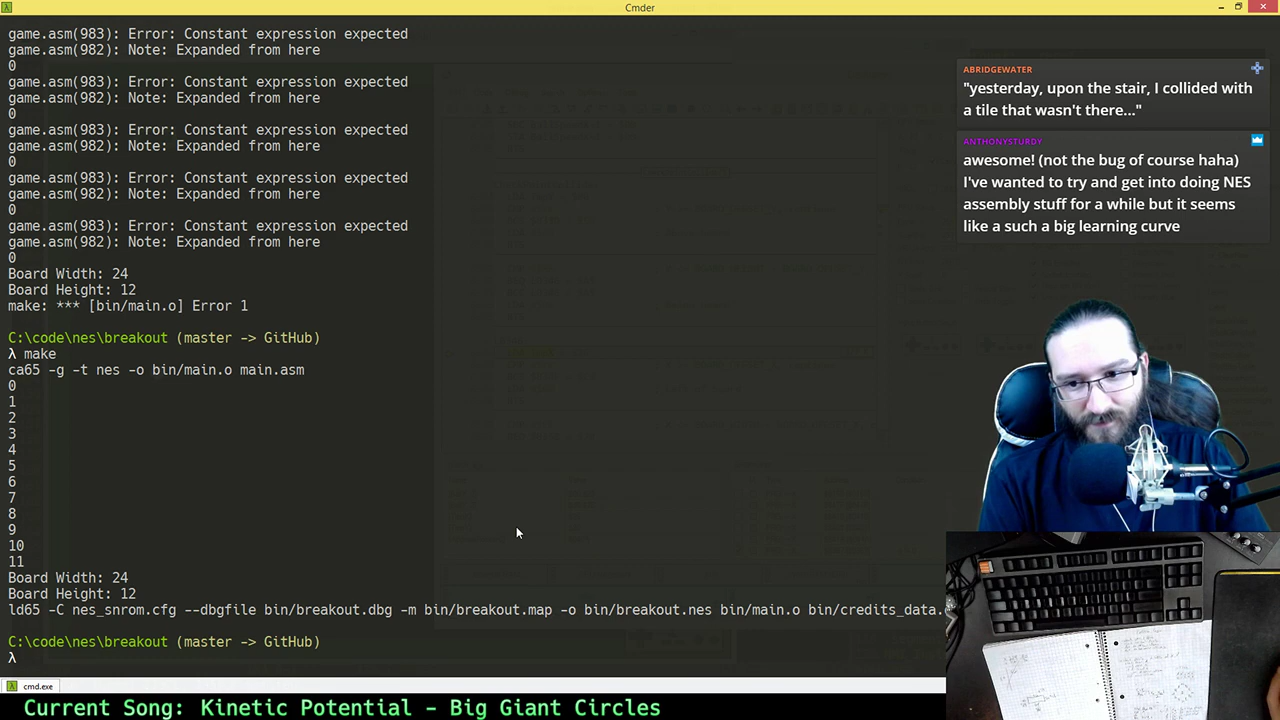 Cmder
game.asm(983): Error: Constant expression expected
game.asm(982): Note: Expanded from here
0
game.asm(983): Error: Constant expression expected
game.asm(982): Note: Expanded from here
0
game.asm(983): Error: Constant expression expected
game.asm(982): Note: Expanded from here
0
game.asm(983): Error: Constant expression expected
game.asm(982): Note: Expanded from here
0
game.asm(983): Error: Constant expression expected
game.asm(982): Note: Expanded from here
0
Board Width: 24
Board Height: 12
make: *** [bin/main.o] Error 1
C:\code\nes\breakout (master -> GitHub)
λ make
ca65 -g -t nes -o bin/main.o main.asm
0
1
2
3
4
5
6
7
8
9
10
11
Board Width: 24
Board Height: 12
ld65 -C nes_snrom.cfg --dbgfile bin/breakout.dbg -m bin/breakout.map -o bin/breakout.nes bin/main.o bin/credits_data.
C:\code\nes\breakout (master -> GitHub)
λ
cmd.exe
ABRIDGEWATER
"yesterday, upon the stair, I collided with
a tile that wasn't there..."
ANTHONYSTURDY
awesome! (not the bug of course haha)
I've wanted to try and get into doing NES
assembly stuff for a while but it seems
like a such a big learning curve
Current Song: Kinetic Potential - Big Giant Circles